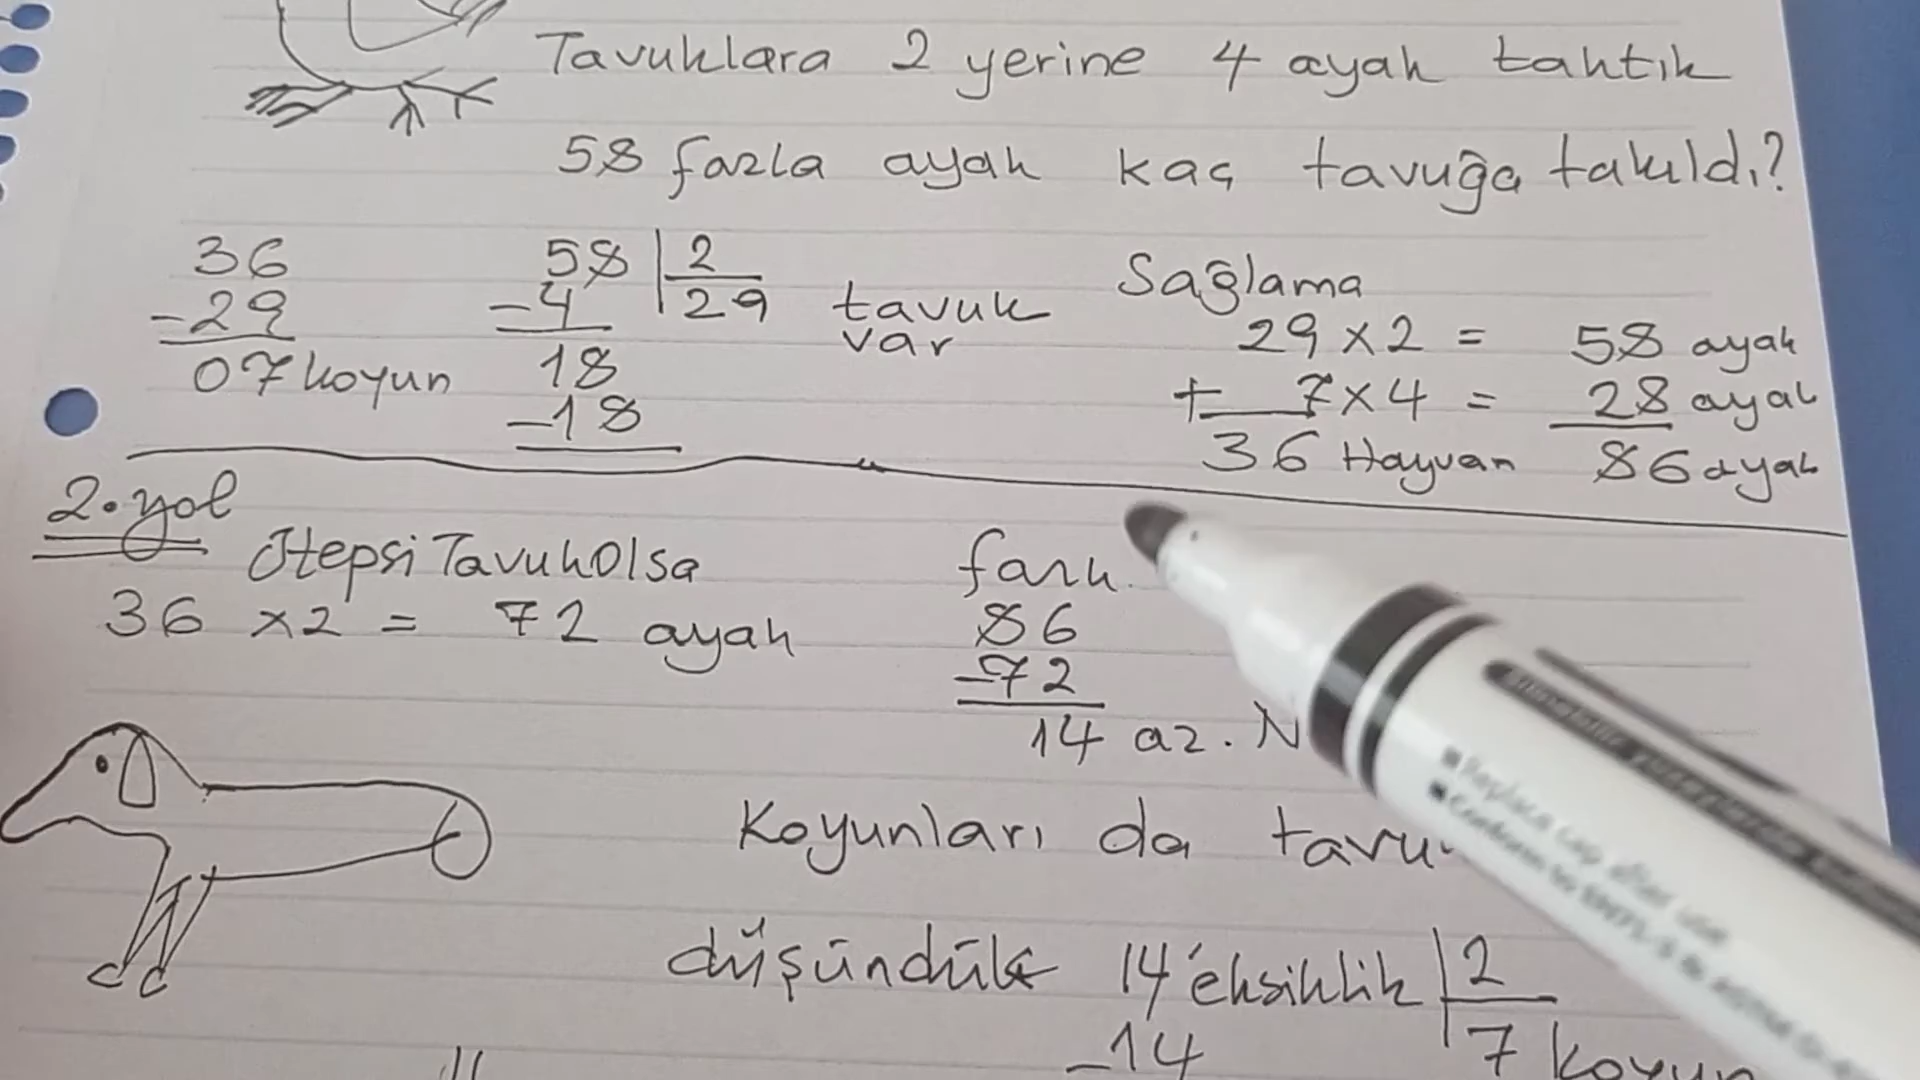 Tavuklara 2 yerine 4 ayak taktık
58 fazla ayak kaç tavuğa takıldı?
36
-29
07 koyun
58 | 2
-4 | 29 tavuk var
18
-18
Sağlama
29 x 2 = 58 ayak
+ 7 x 4 = 28 ayak
36 Hayvan 86 ayak
2. yol
Hepsi Tavuk Olsa
36 x 2 = 72 ayak
fark
86
-72
14 az. N
Koyunları da
düşündük 14 eksiklik | 2
-14 7 koyun